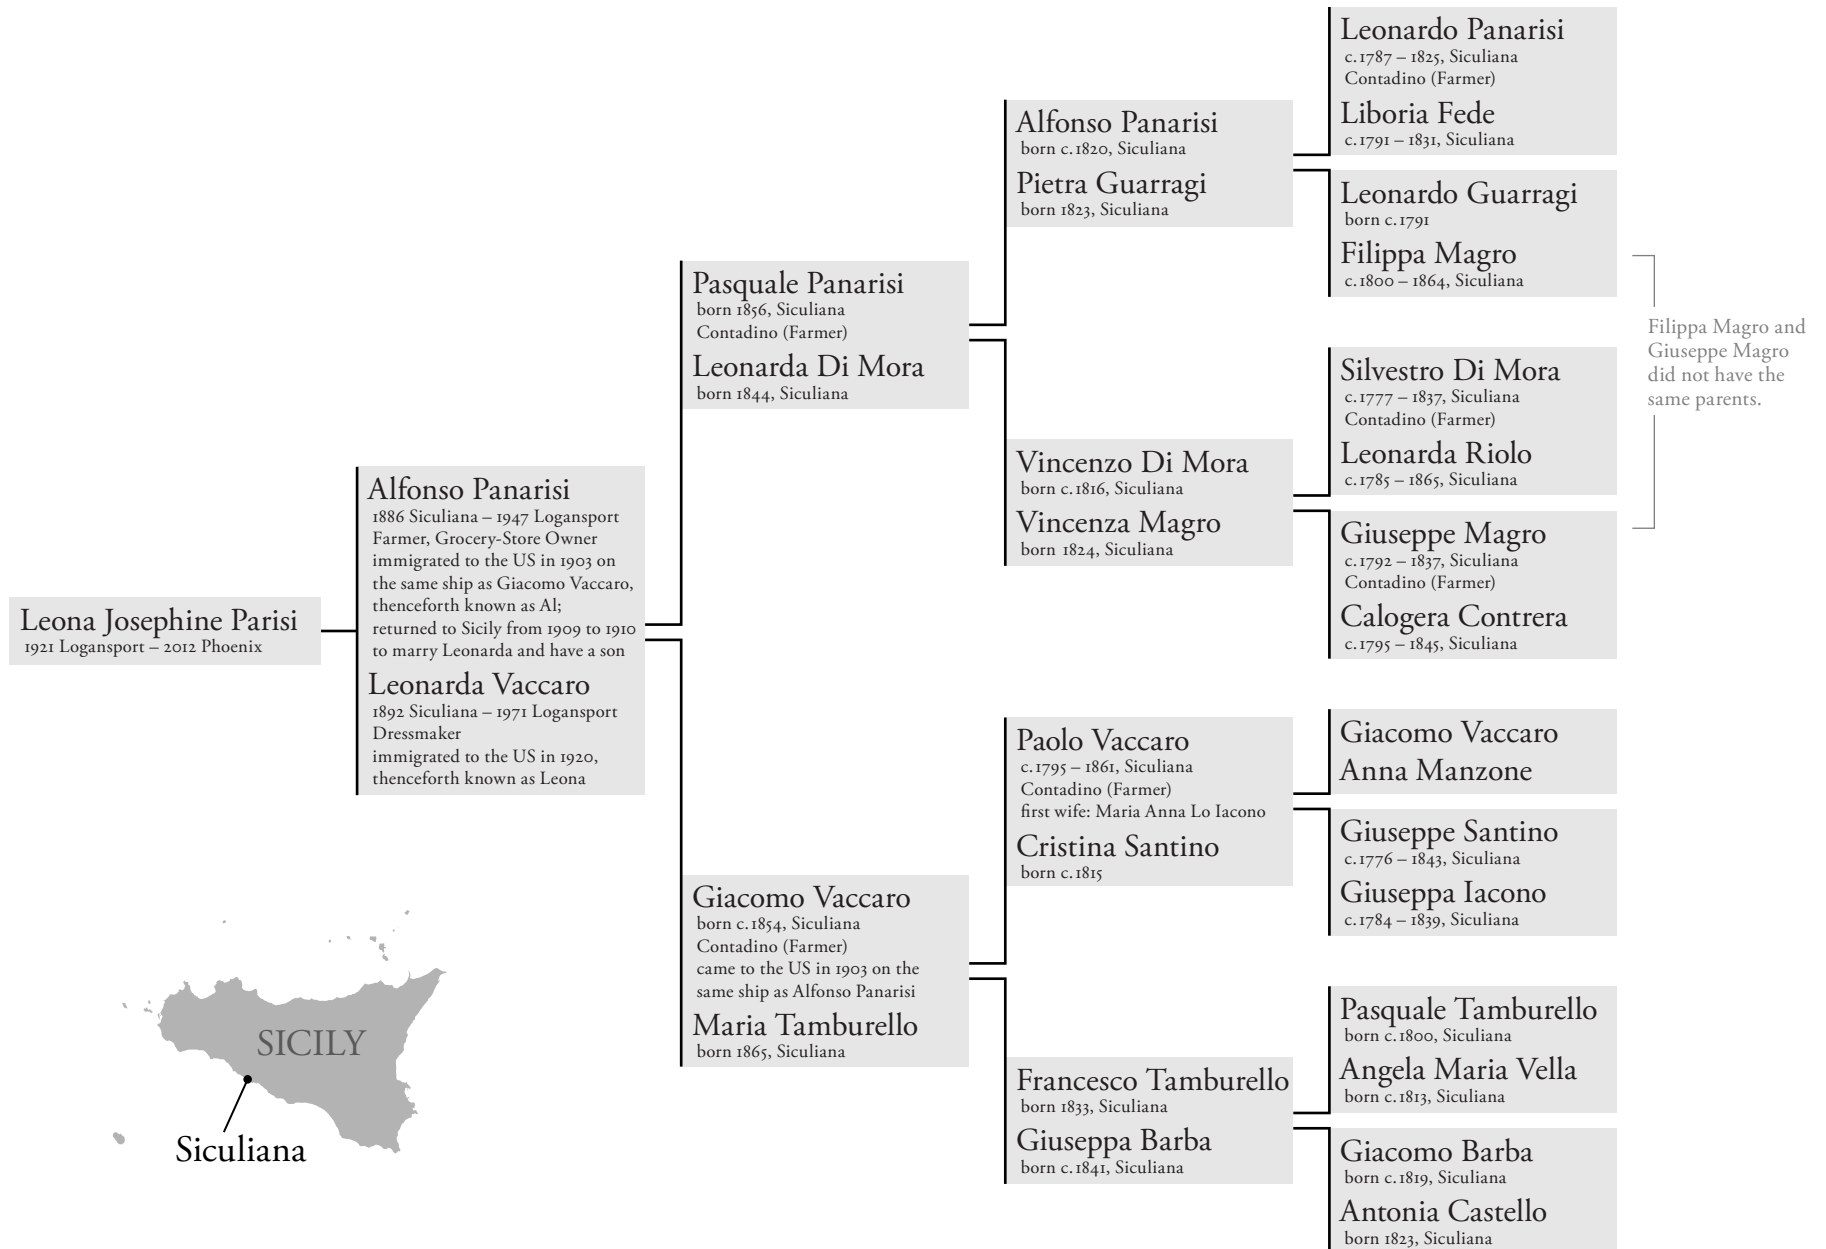 Leona Josephine Parisi
1921 Logansport – 2012 Phoenix
Alfonso Panarisi
1886 Siculiana – 1947 Logansport
Farmer, Grocery-Store Owner
immigrated to the US in 1903 on
the same ship as Giacomo Vaccaro,
thenceforth known as Al;
returned to Sicily from 1909 to 1910
to marry Leonarda and have a son
Leonarda Vaccaro
1892 Siculiana – 1971 Logansport
Dressmaker
immigrated to the US in 1920,
thenceforth known as Leona
Pasquale Panarisi
born 1856, Siculiana
Contadino (Farmer)
Leonarda Di Mora
born 1844, Siculiana
Giacomo Vaccaro
born c. 1854, Siculiana
Contadino (Farmer)
came to the US in 1903 on the
same ship as Alfonso Panarisi
Maria Tamburello
born 1865, Siculiana
Alfonso Panarisi
born c. 1820, Siculiana
Pietra Guarragi
born 1823, Siculiana
Vincenzo Di Mora
born c. 1816, Siculiana
Vincenza Magro
born 1824, Siculiana
Paolo Vaccaro
c. 1795 – 1861, Siculiana
Contadino (Farmer)
first wife: Maria Anna Lo Iacono
Cristina Santino
born c. 1815
Francesco Tamburello
born 1833, Siculiana
Giuseppa Barba
born c. 1841, Siculiana
Leonardo Panarisi
c. 1787 – 1825, Siculiana
Contadino (Farmer)
Liboria Fede
c. 1791 – 1831, Siculiana
Leonardo Guarragi
born c. 1791
Filippa Magro
c. 1800 – 1864, Siculiana
Silvestro Di Mora
c. 1777 – 1837, Siculiana
Contadino (Farmer)
Leonarda Riolo
c. 1785 – 1865, Siculiana
Giuseppe Magro
c. 1792 – 1837, Siculiana
Contadino (Farmer)
Calogera Contrera
c. 1795 – 1845, Siculiana
Giacomo Vaccaro
Anna Manzone
Giuseppe Santino
c. 1776 – 1843, Siculiana
Giuseppa Iacono
c. 1784 – 1839, Siculiana
Pasquale Tamburello
born c. 1800, Siculiana
Angela Maria Vella
born c. 1813, Siculiana
Giacomo Barba
born c. 1819, Siculiana
Antonia Castello
born 1823, Siculiana
Filippa Magro and
Giuseppe Magro
did not have the
same parents.
SICILY
Siculiana